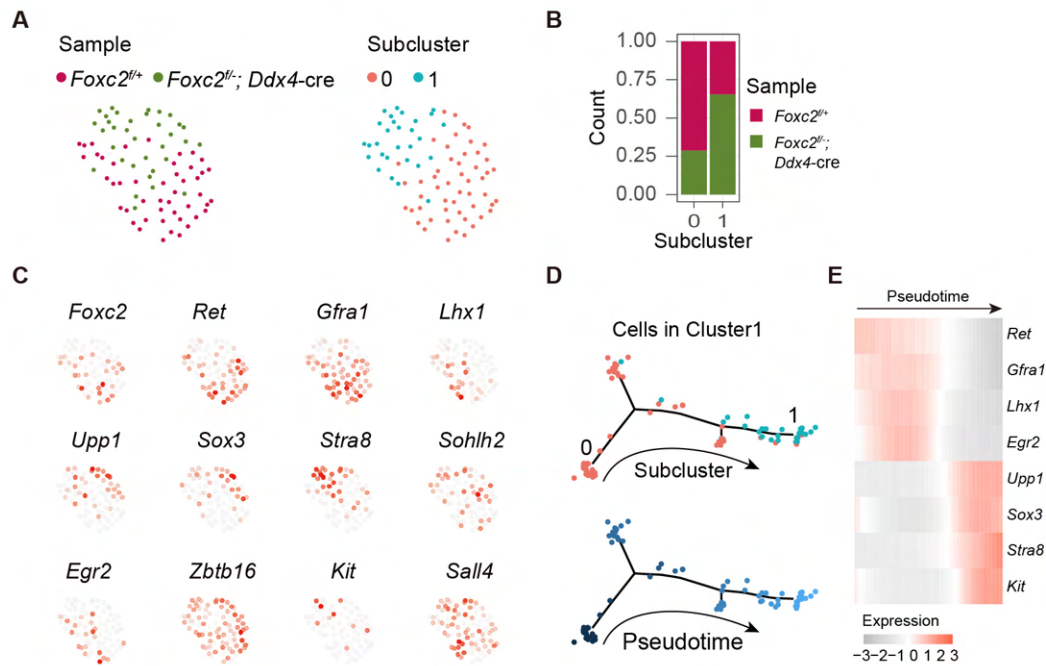 A
Sample
Foxc2f/+ Foxc2f/-; Ddx4-cre
Subcluster
0 1
B
1.00
0.75
0.50
0.25
0.00
Count
0 1
Subcluster
Sample
Foxc2f/+
Foxc2f/-;
Ddx4-cre
C
Foxc2 Ret Gfra1 Lhx1
Upp1 Sox3 Stra8 Sohlh2
Egr2 Zbtb16 Kit Sall4
D
Cells in Cluster1
0
1
Subcluster
Pseudotime
E
Pseudotime
Ret
Gfra1
Lhx1
Egr2
Upp1
Sox3
Stra8
Kit
Expression
−3−2−1 0 1 2 3